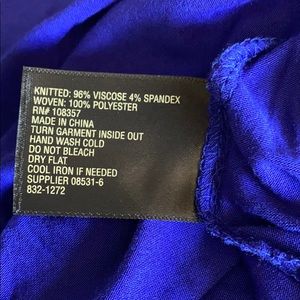 KNITTED: 96% VISCOSE 4% SPANDEX
WOVEN: 100% POLYESTER
RN# 108357
MADE IN CHINA
TURN GARMENT INSIDE OUT
HAND WASH COLD
DO NOT BLEACH
DRY FLAT
COOL IRON IF NEEDED
SUPPLIER 08531-6
832-1272